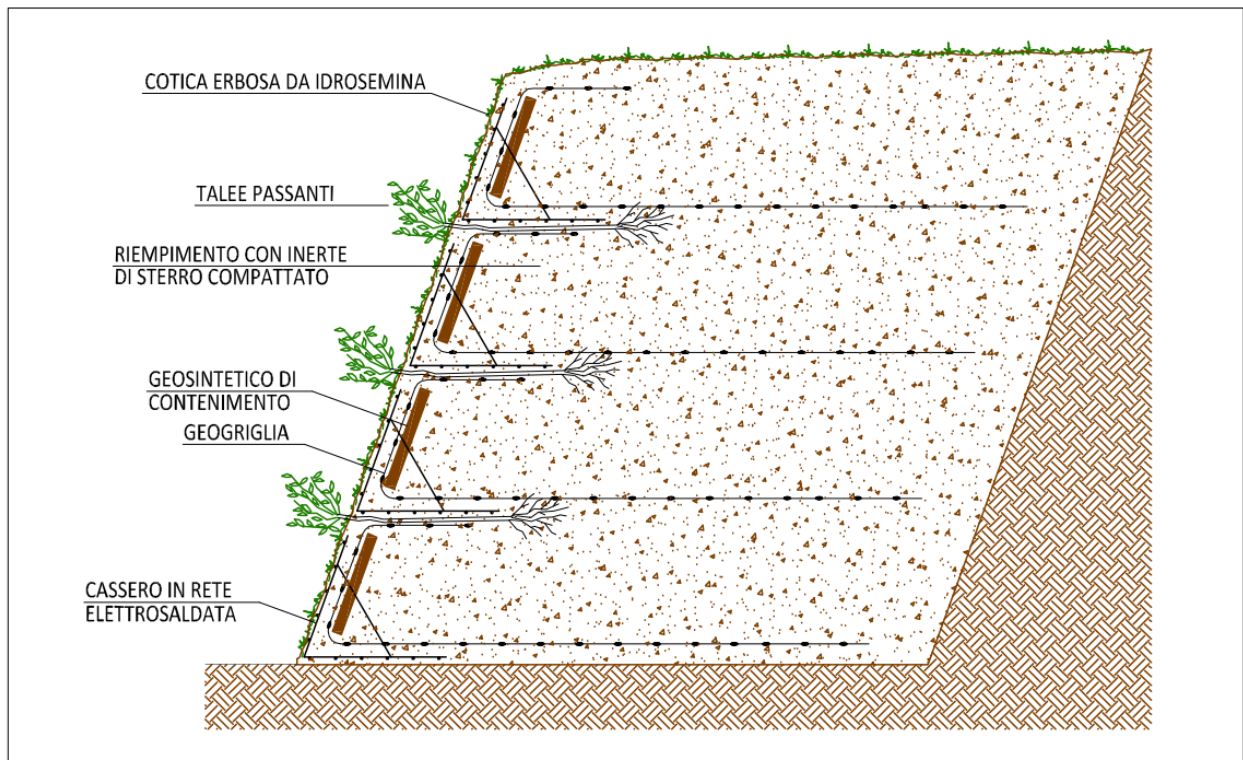 COTICA ERBOSA DA IDROSEMINA
TALEE PASSANTI
RIEMPIMENTO CON INERTE
DI STERRO COMPATTATO
GEOSINTETICO DI
CONTENIMENTO
GEOGRIGLIA
CASSERO IN RETE
ELETTROSALDATA